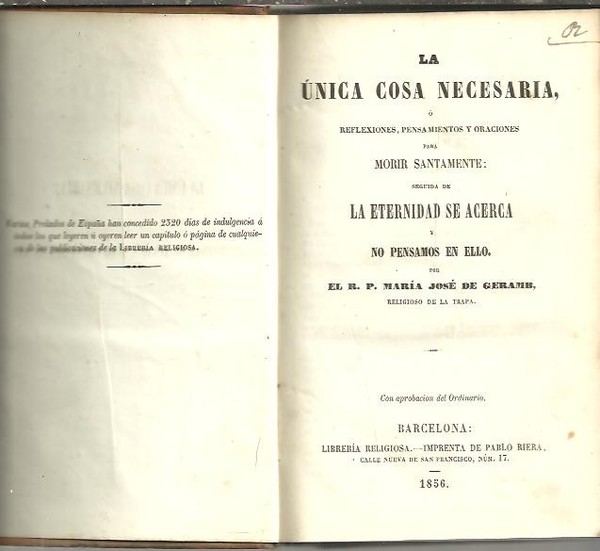 Prelados de España han concedido 2320 dias de indulgencia á
todos los que leyeren ú oyeren leer un capítulo ó página de cualquie-
ra de las publicaciones de la LIBRERÍA RELIGIOSA.
LA
ÚNICA COSA NECESARIA,
Ó
REFLEXIONES, PENSAMIENTOS Y ORACIONES
PARA
MORIR SANTAMENTE:
SEGUIDA DE
LA ETERNIDAD SE ACERCA
Y
NO PENSAMOS EN ELLO.
POR
EL R. P. MARÍA JOSÉ DE GERAMB,
RELIGIOSO DE LA TRAPA.
Con aprobacion del Ordinario.
BARCELONA:
LIBRERÍA RELIGIOSA.—IMPRENTA DE PABLO RIERA,
CALLE NUEVA DE SAN FRANCISCO, NÚM. 17.
1856.